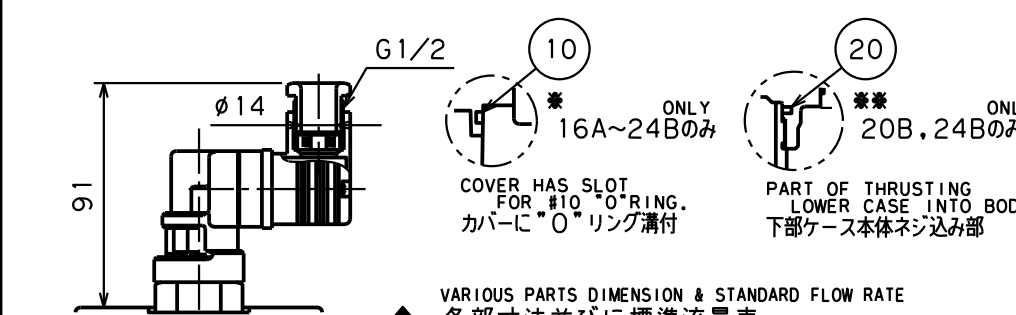 G1/2
10
20
ø14
※
ONLY
16A~24Bのみ
※※
20B,24Bのみ
91
COVER HAS SLOT
FOR #10 "O"RING.
カバーに"O"リング溝付
PART OF THRUSTING
LOWER CASE INTO
下部ケース本体ネジ込み部
VARIOUS PARTS DIMENSION & STANDARD FLOW RATE